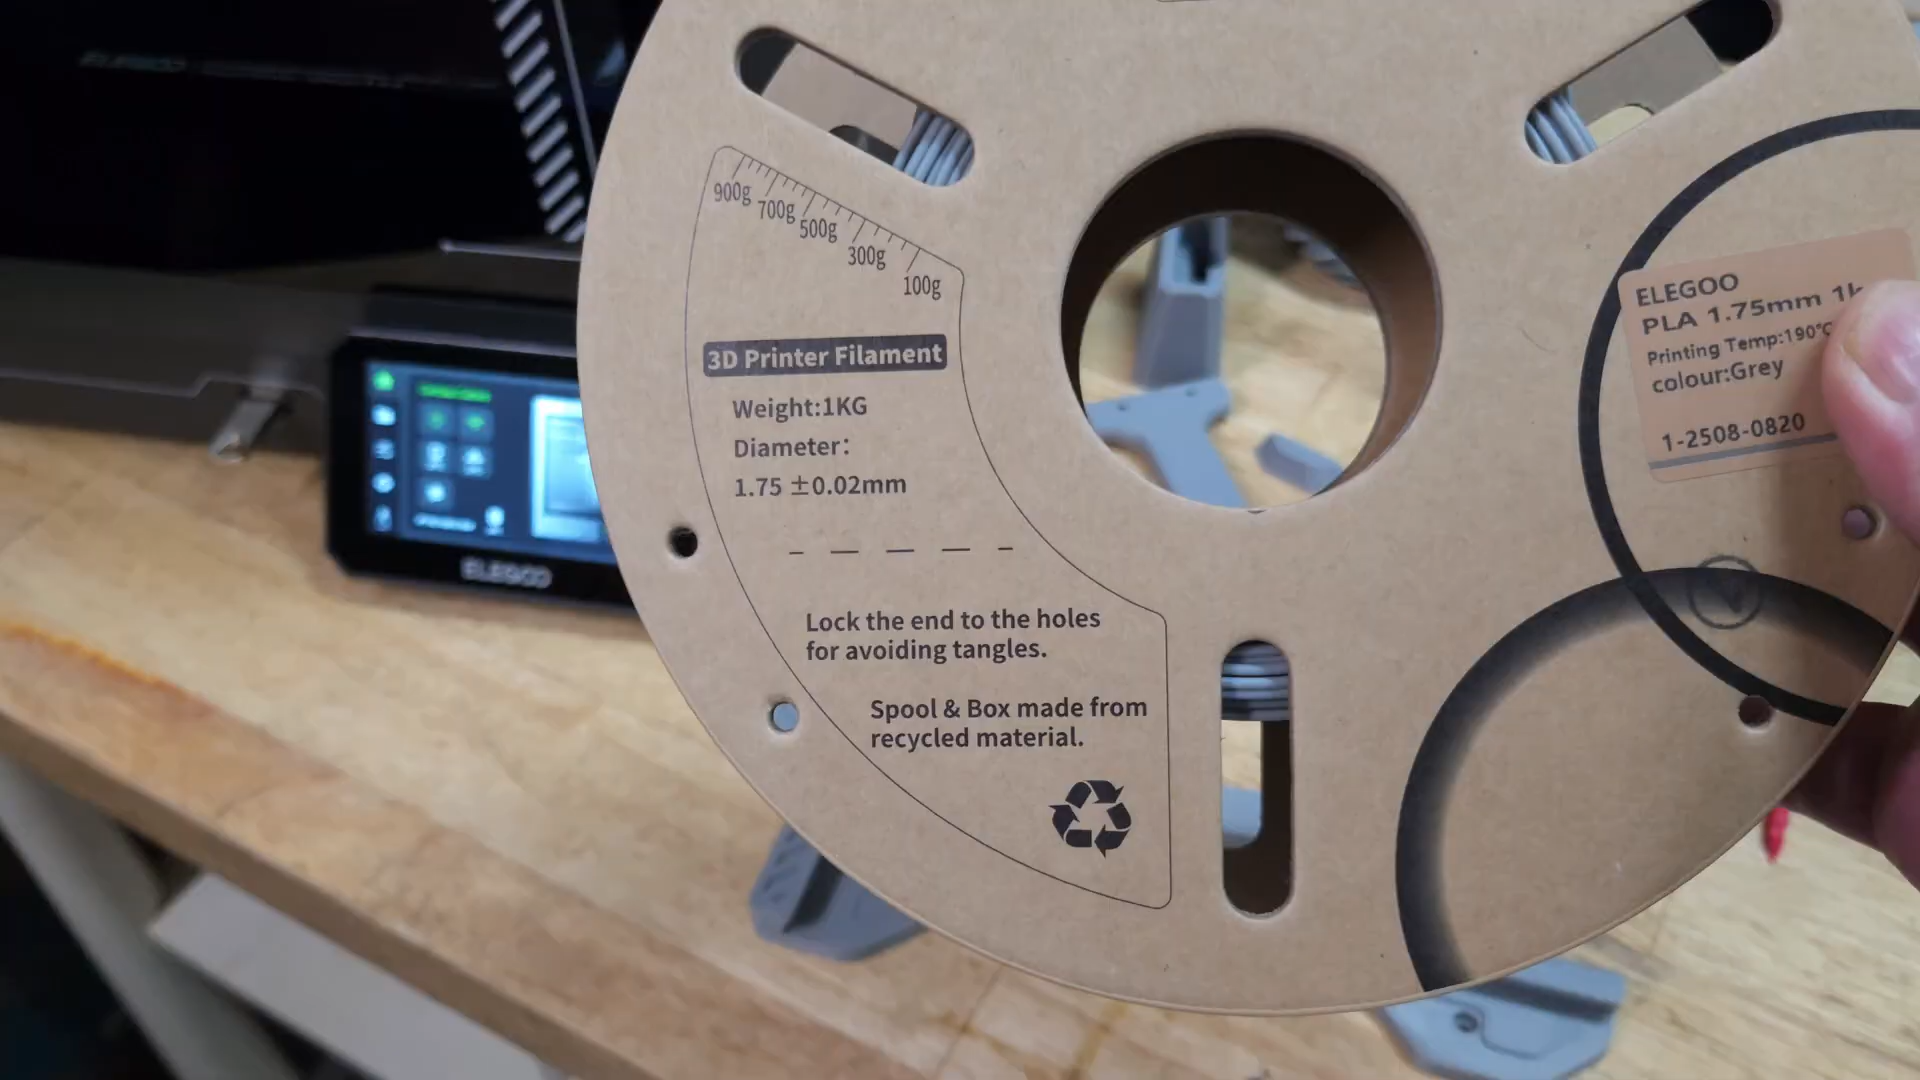 900g
700g
500g
300g
100g
3D Printer Filament
Weight:1KG
Diameter:
1.75 ±0.02mm
Lock the end to the holes
for avoiding tangles.
Spool & Box made from
recycled material.
ELEGOO
PLA 1.75mm
Printing Temp:190℃
colour:Grey
1-2508-0820
ELEGOO